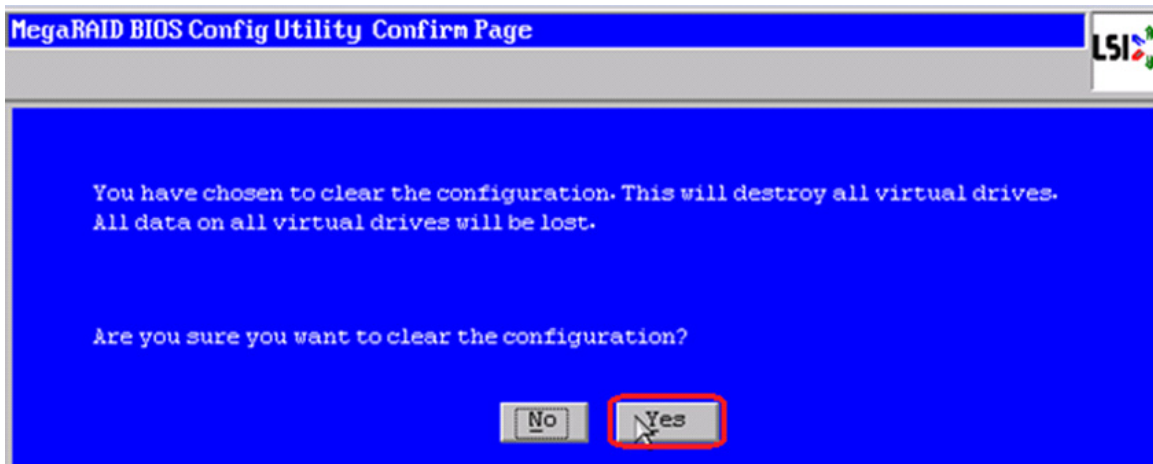 MegaRAID BIOS Config Utility Confirm Page
LSI
You have chosen to clear the configuration. This will destroy all virtual drives.
All data on all virtual drives will be lost.
Are you sure you want to clear the configuration?
No Yes